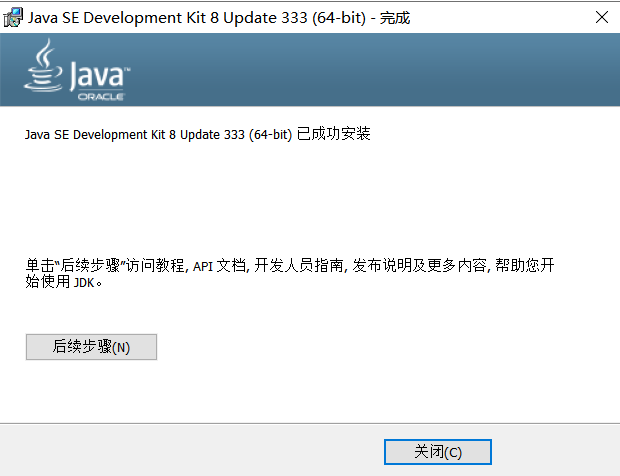 Java SE Development Kit 8 Update 333 (64-bit) - 完成
Java™
ORACLE
Java SE Development Kit 8 Update 333 (64-bit) 已成功安装
单击“后续步骤”访问教程, API 文档, 开发人员指南, 发布说明及更多内容, 帮助您开
始使用 JDK。
后续步骤(N)
关闭(C)